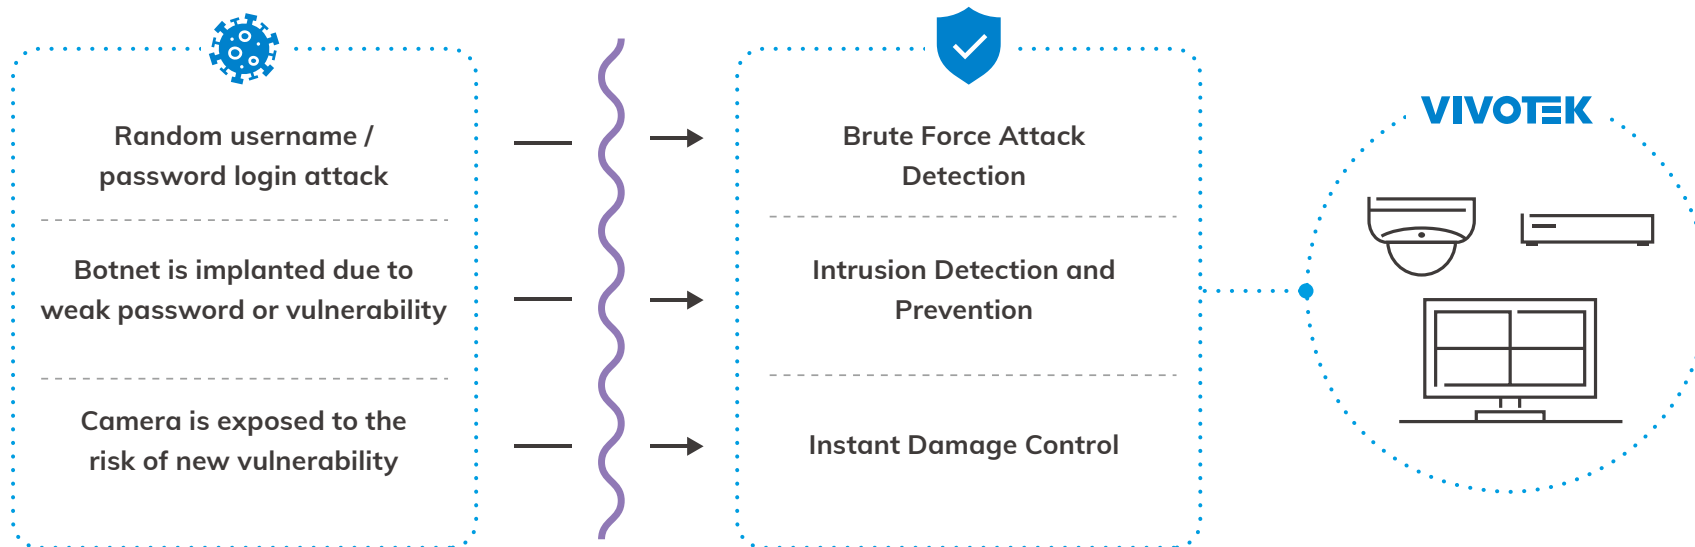 Random username /
password login attack
Botnet is implanted due to
weak password or vulnerability
Camera is exposed to the
risk of new vulnerability
Brute Force Attack
Detection
Intrusion Detection and
Prevention
Instant Damage Control
VIVOTEK